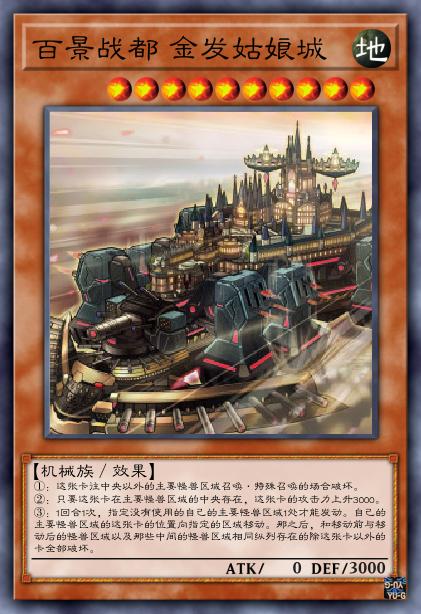 百景战都 金发姑娘城
地
【机械族／效果】
①：这张卡往中央以外的主要怪兽区域召唤·特殊召唤的场合破坏。
②：只要这张卡在主要怪兽区域的中央存在，这张卡的攻击力上升3000。
③：1回合1次，指定没有使用的自己的主要怪兽区域1处才能发动。自己的
主要怪兽区域的这张卡的位置向指定的区域移动。那之后，和移动前与移
动后的怪兽区域以及那些中间的怪兽区域相同纵列存在的除这张卡以外的
卡全部破坏。
ATK/ 0 DEF/3000